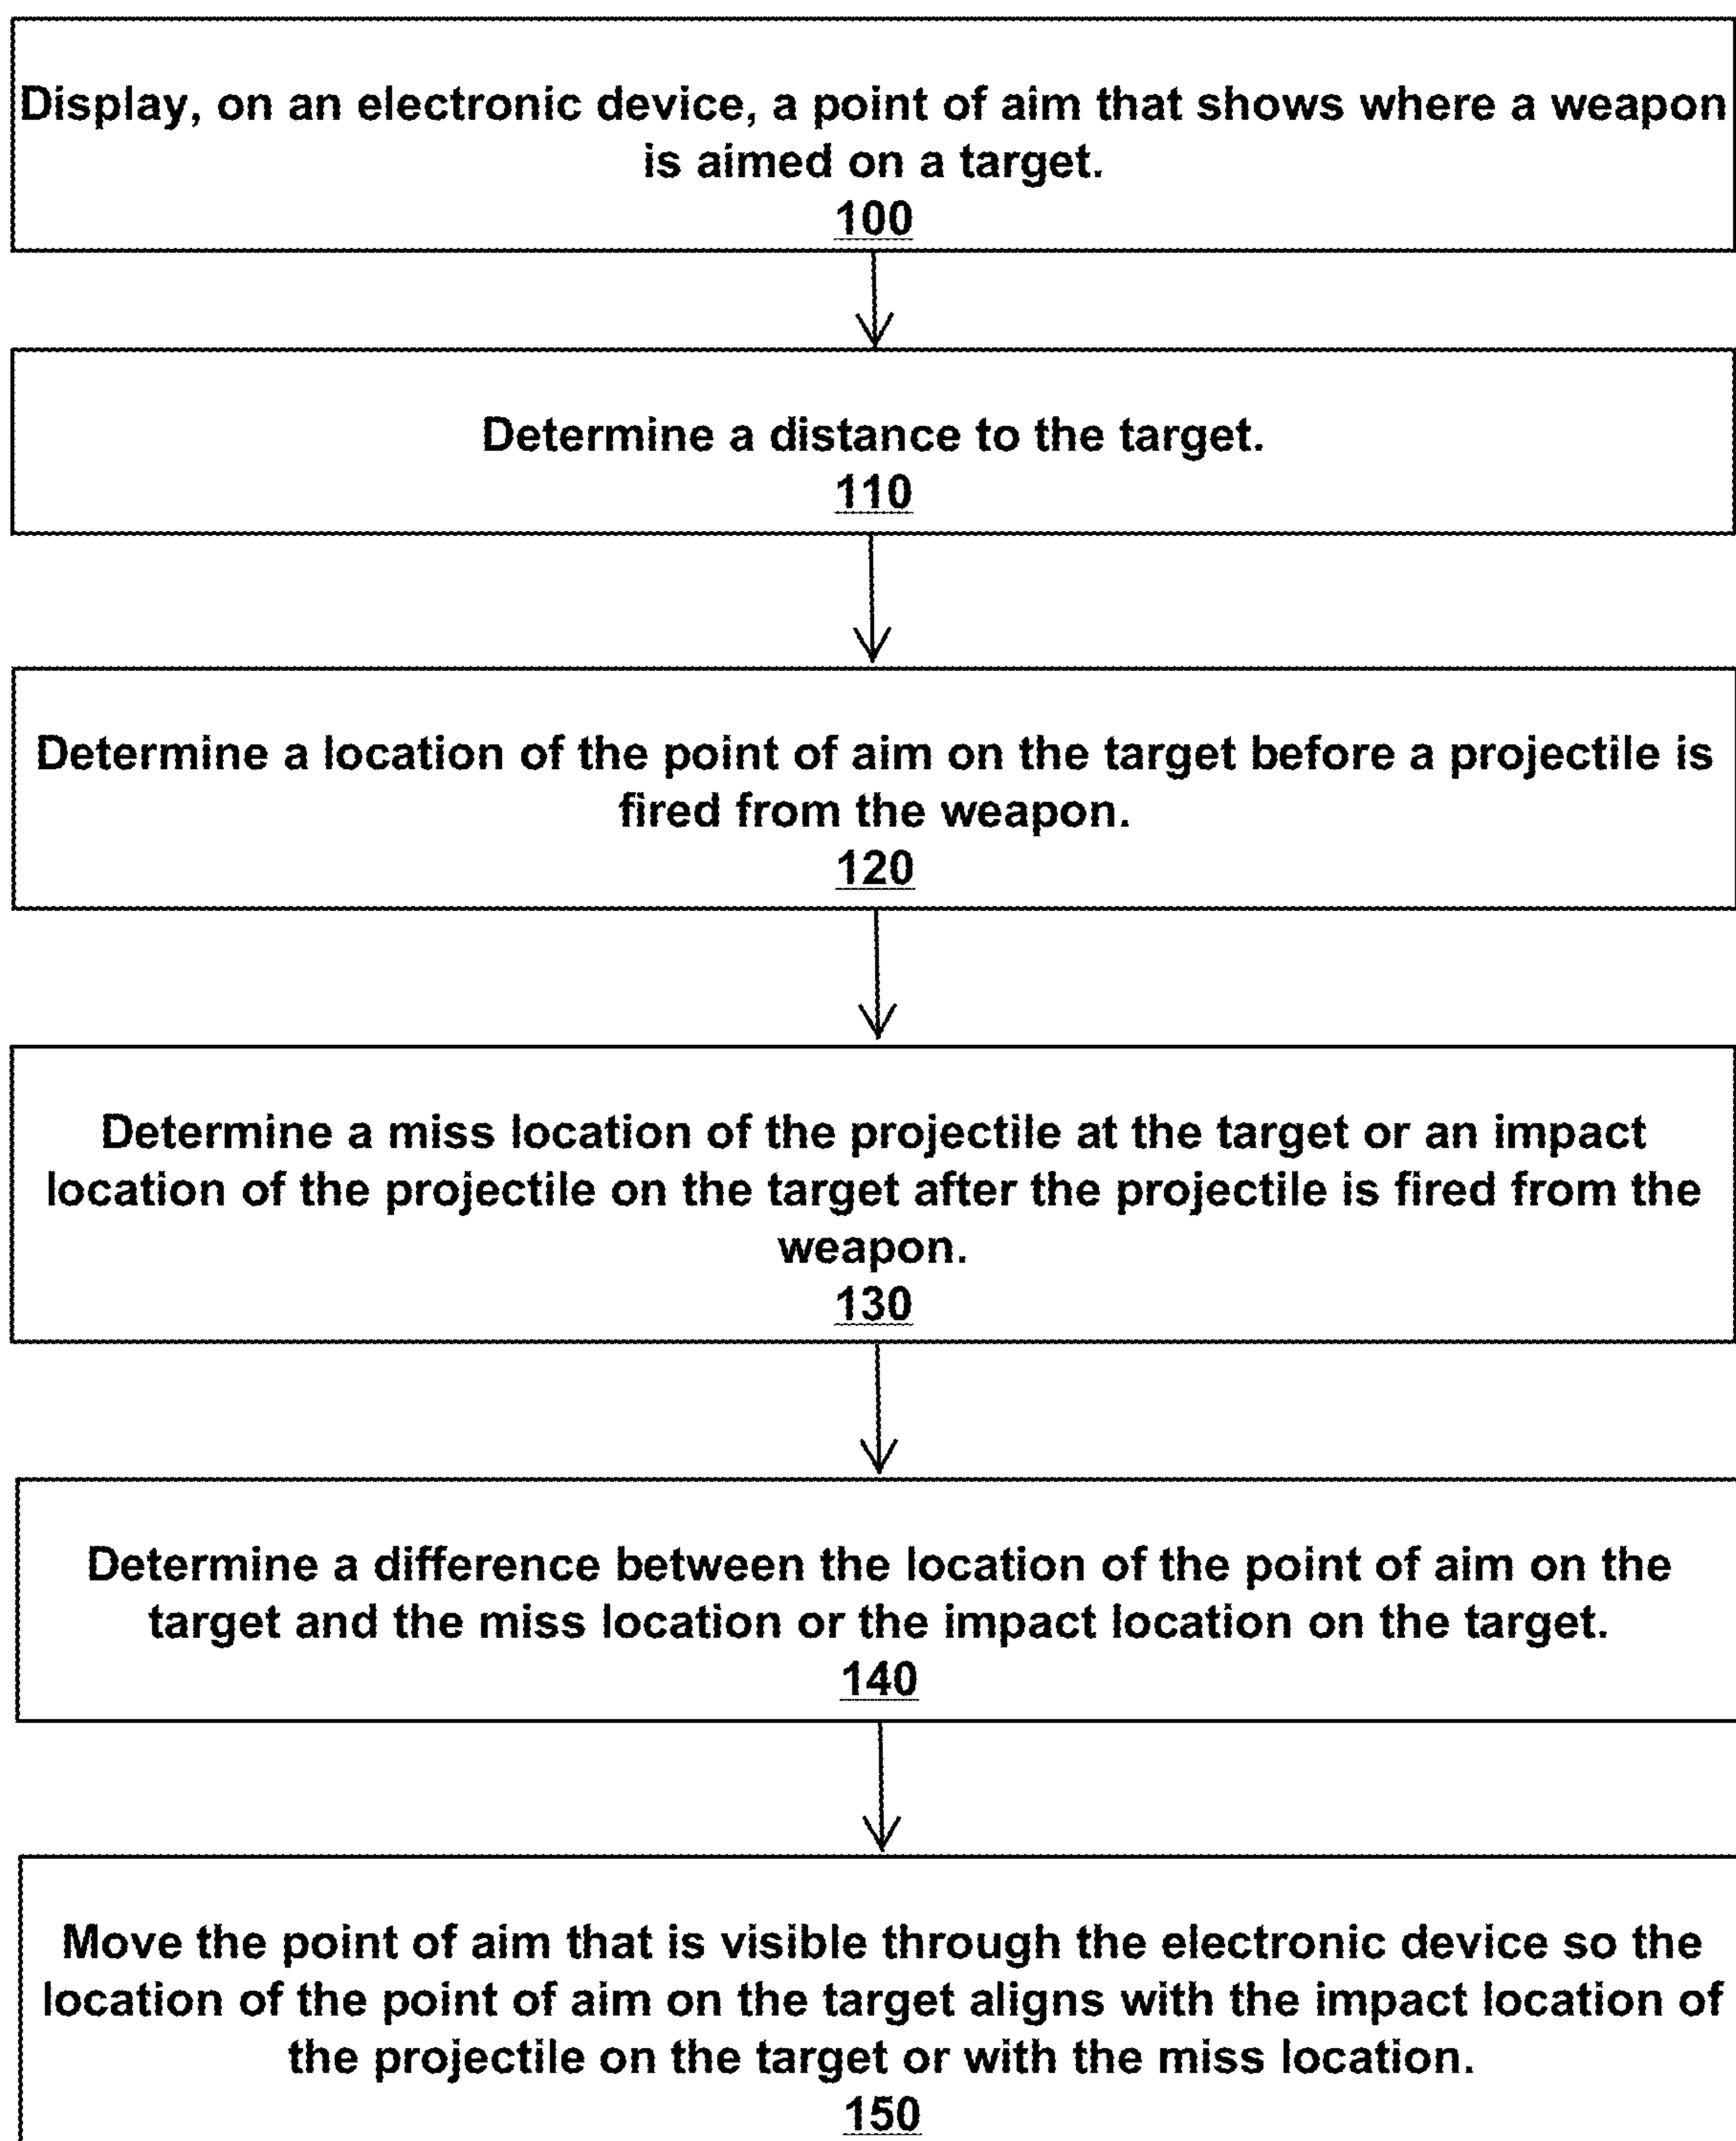 Display, on an electronic device, a point of aim that shows where a weapon
is aimed on a target.
100
Determine a distance to the target.
110
Determine a location of the point of aim on the target before a projectile is
fired from the weapon.
120
Determine a miss location of the projectile at the target or an impact
location of the projectile on the target after the projectile is fired from the
weapon.
130
Determine a difference between the location of the point of aim on the
target and the miss location or the impact location on the target.
140
Move the point of aim that is visible through the electronic device so the
location of the point of aim on the target aligns with the impact location of
the projectile on the target or with the miss location.
150